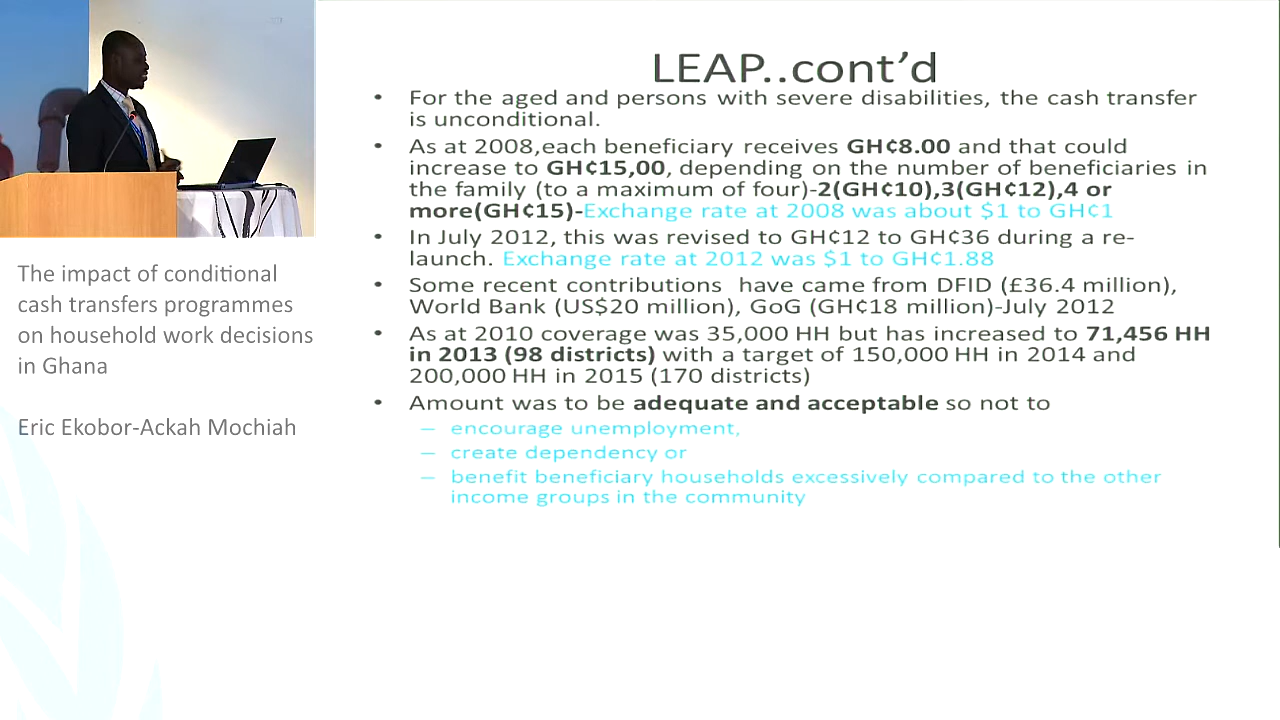 LEAP..cont’d
• For the aged and persons with severe disabilities, the cash transfer
is unconditional.
• As at 2008,each beneficiary receives GH¢8.00 and that could
increase to GH¢15,00, depending on the number of beneficiaries in
the family (to a maximum of four)-2(GH¢10),3(GH¢12),4 or
more(GH¢15)-Exchange rate at 2008 was about $1 to GH¢1
• In July 2012, this was revised to GH¢12 to GH¢36 during a re-
launch. Exchange rate at 2012 was $1 to GH¢1.88
• Some recent contributions have came from DFID (£36.4 million),
World Bank (US$20 million), GoG (GH¢18 million)-July 2012
• As at 2010 coverage was 35,000 HH but has increased to 71,456 HH
in 2013 (98 districts) with a target of 150,000 HH in 2014 and
200,000 HH in 2015 (170 districts)
• Amount was to be adequate and acceptable so not to
– encourage unemployment,
– create dependency or
– benefit beneficiary households excessively compared to the other
income groups in the community
The impact of conditional
cash transfers programmes
on household work decisions
in Ghana
Eric Ekobor-Ackah Mochiah